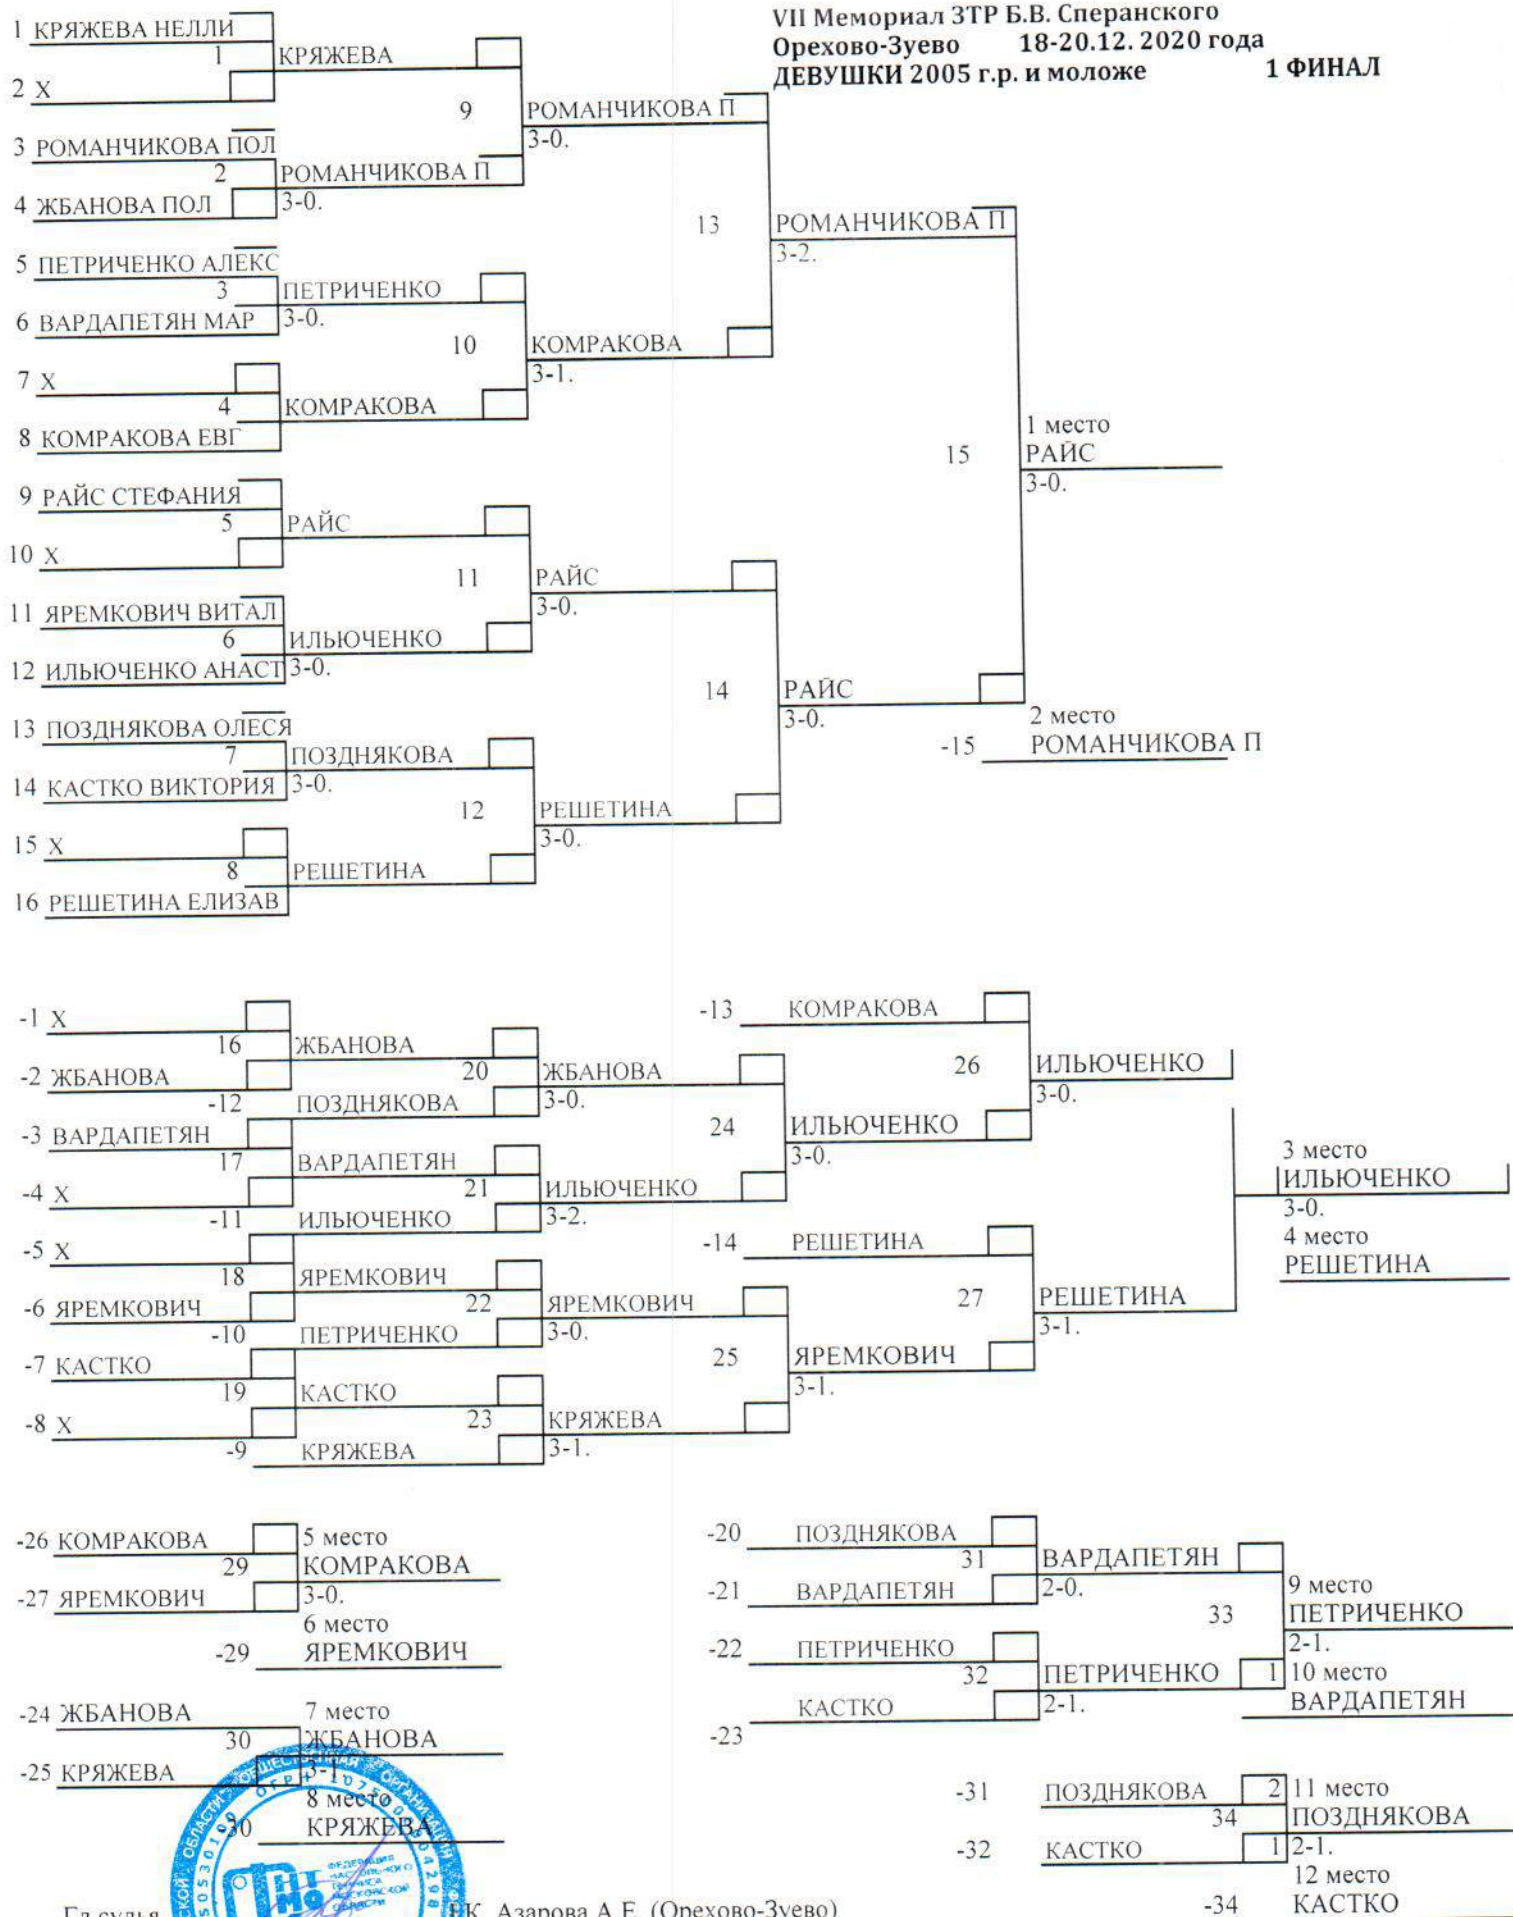 VII Мемориал ЗТР Б.В. Сперанского
Орехово-Зуево 18-20.12. 2020 года
ДЕВУШКИ 2005 г.р. и моложе 1 ФИНАЛ
1 КРЯЖЕВА НЕЛЛИ
1 КРЯЖЕВА
2 X
9 РОМАНЧИКОВА П
3-0.
3 РОМАНЧИКОВА ПОЛ
2 РОМАНЧИКОВА П
4 ЖБАНОВА ПОЛ 3-0.
13 РОМАНЧИКОВА П
3-2.
5 ПЕТРИЧЕНКО АЛЕКС
3 ПЕТРИЧЕНКО
6 ВАРДАПЕТЯН МАР 3-0.
10 КОМРАКОВА
3-1.
7 X
4 КОМРАКОВА
8 КОМРАКОВА ЕВГ
1 место
15 РАЙС
3-0.
9 РАЙС СТЕФАНИЯ
5 РАЙС
10 X
11 РАЙС
3-0.
11 ЯРЕМКОВИЧ ВИТАЛ
6 ИЛЬЮЧЕНКО
12 ИЛЬЮЧЕНКО АНАСТ 3-0.
14 РАЙС
3-0.
2 место
-15 РОМАНЧИКОВА П
13 ПОЗДНЯКОВА ОЛЕСЯ
7 ПОЗДНЯКОВА
14 КАСТКО ВИКТОРИЯ 3-0.
12 РЕШЕТИНА
3-0.
15 X
8 РЕШЕТИНА
16 РЕШЕТИНА ЕЛИЗАВ
-1 X
16 ЖБАНОВА
-2 ЖБАНОВА
20 ЖБАНОВА
3-0.
-12 ПОЗДНЯКОВА
-3 ВАРДАПЕТЯН
17 ВАРДАПЕТЯН
-4 X
21 ИЛЬЮЧЕНКО
3-2.
-11 ИЛЬЮЧЕНКО
-5 X
18 ЯРЕМКОВИЧ
-6 ЯРЕМКОВИЧ
22 ЯРЕМКОВИЧ
3-0.
-10 ПЕТРИЧЕНКО
-7 КАСТКО
19 КАСТКО
-8 X
23 КРЯЖЕВА
3-1.
-9 КРЯЖЕВА
-13 КОМРАКОВА
26 ИЛЬЮЧЕНКО
3-0.
24 ИЛЬЮЧЕНКО
3-0.
-14 РЕШЕТИНА
27 РЕШЕТИНА
3-1.
25 ЯРЕМКОВИЧ
3-1.
3 место
ИЛЬЮЧЕНКО
3-0.
4 место
РЕШЕТИНА
-26 КОМРАКОВА 5 место
29 КОМРАКОВА
-27 ЯРЕМКОВИЧ 3-0.
6 место
-29 ЯРЕМКОВИЧ
-24 ЖБАНОВА 7 место
30 ЖБАНОВА
-25 КРЯЖЕВА 3-1
8 место
30 КРЯЖЕВА
-20 ПОЗДНЯКОВА
31 ВАРДАПЕТЯН
-21 ВАРДАПЕТЯН 2-0.
9 место
33 ПЕТРИЧЕНКО
2-1.
-22 ПЕТРИЧЕНКО
32 ПЕТРИЧЕНКО 1 10 место
КАСТКО 2-1. ВАРДАПЕТЯН
-23
-31 ПОЗДНЯКОВА 2 11 место
34 ПОЗДНЯКОВА
-32 КАСТКО 1 2-1.
12 место
-34 КАСТКО
Гл.судья Азарова А.Е. (Орехово-Зуево)